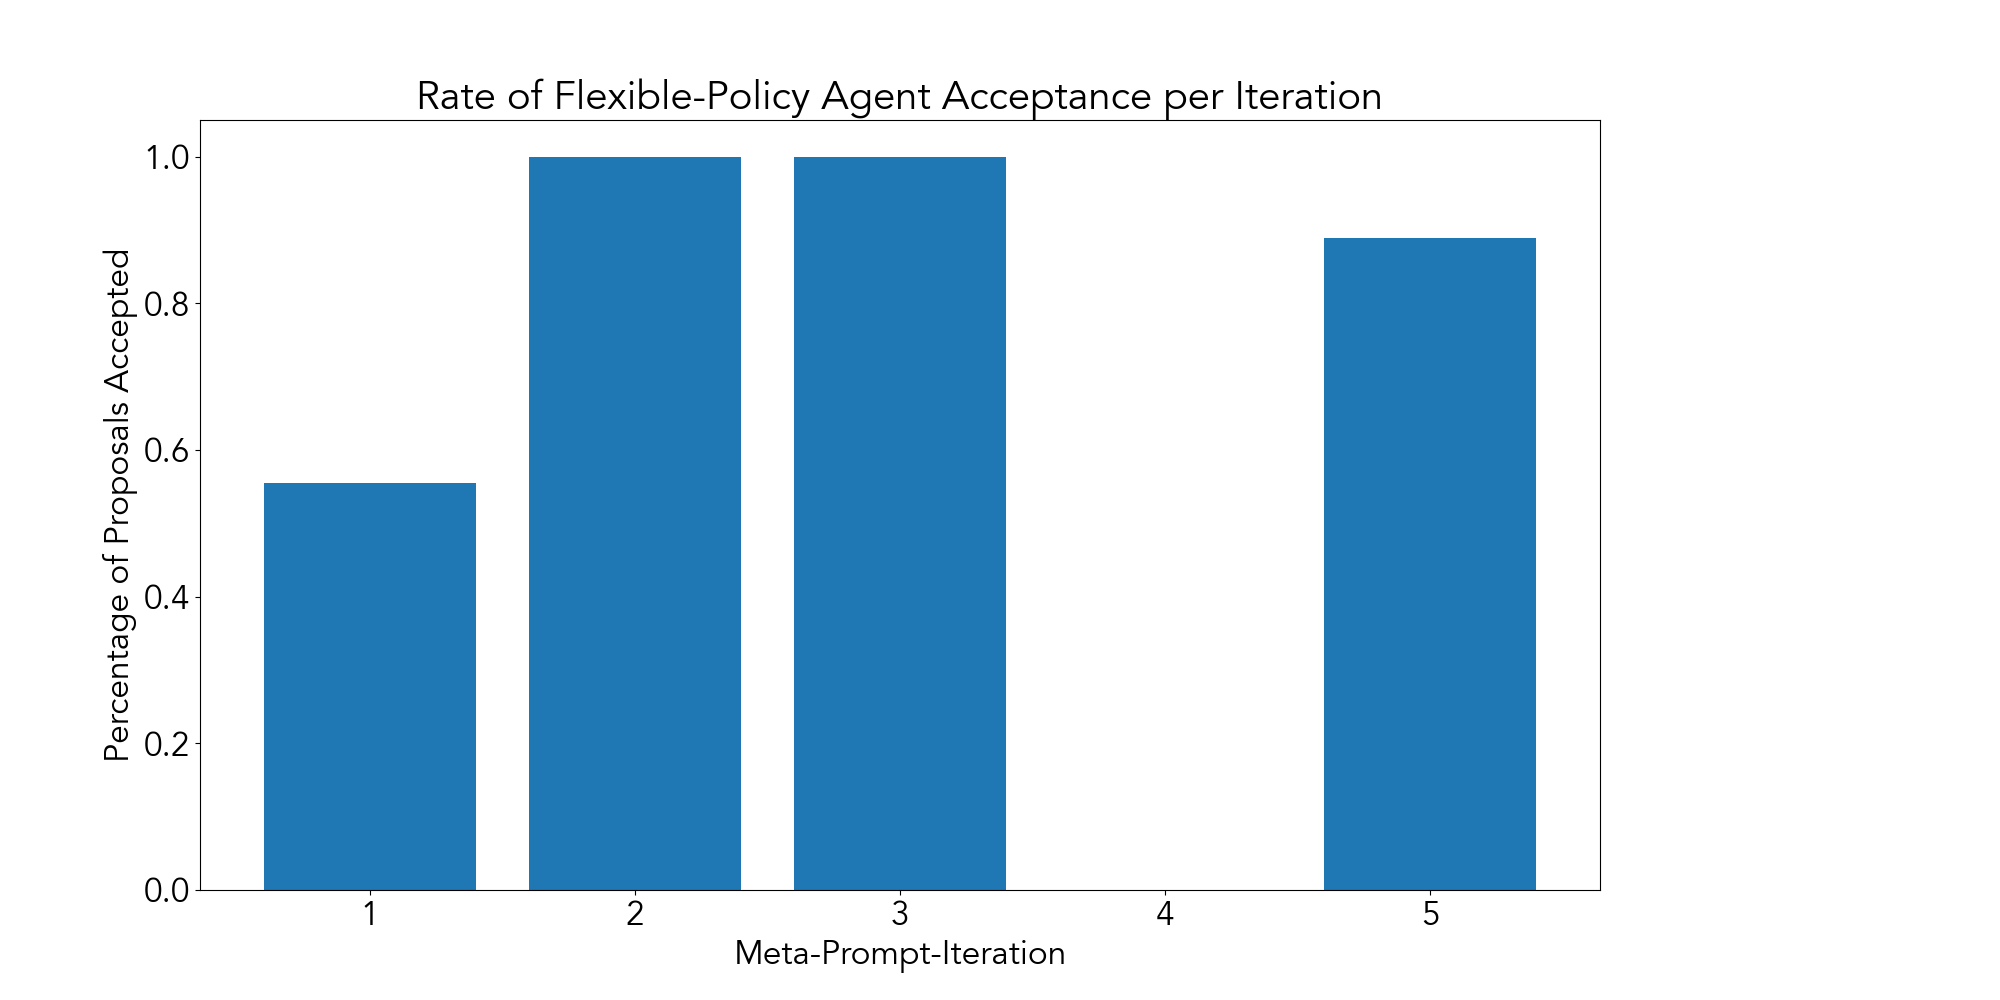 Rate of Flexible-Policy Agent Acceptance per Iteration
Percentage of Proposals Accepted
1.0
0.8
0.6
0.4
0.2
0.0
1 2 3 4 5
Meta-Prompt-Iteration